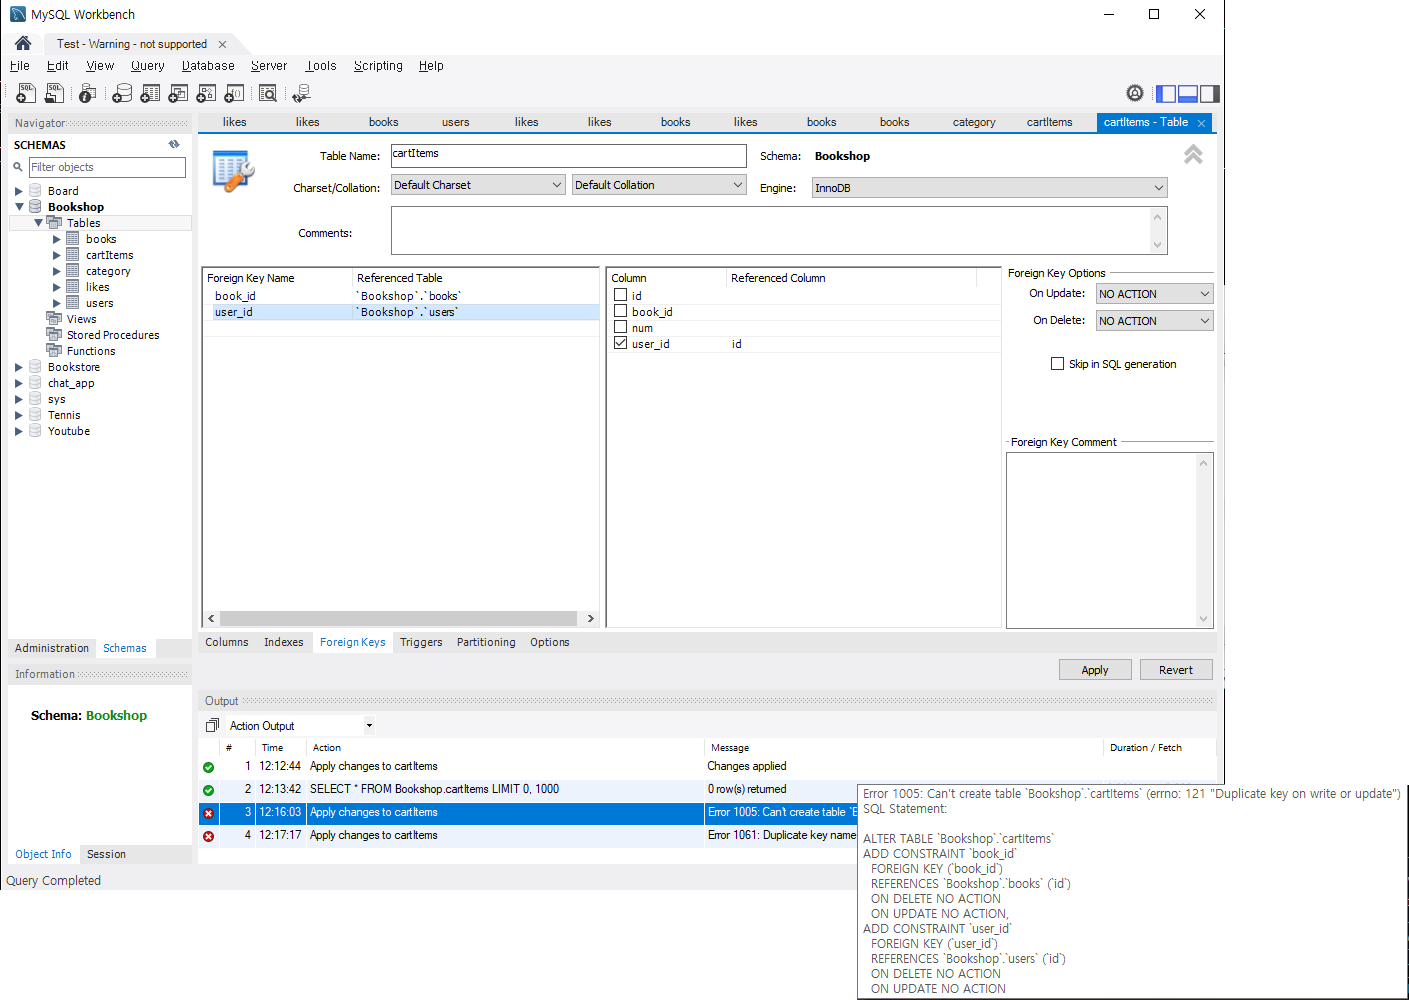 MySQL Workbench
Test - Warning - not supported
File Edit View Query Database Server Tools Scripting Help
Navigator
likes likes books users likes likes books likes books books category cartItems cartItems - Table
SCHEMAS
Filter objects
Board
Bookshop
Tables
books
cartItems
category
likes
users
Views
Stored Procedures
Functions
Bookstore
chat_app
sys
Tennis
Youtube
Administration Schemas
Information
Schema: Bookshop
Object Info Session
Query Completed
Table Name: cartItems Schema: Bookshop
Charset/Collation: Default Charset Default Collation Engine: InnoDB
Comments:
Foreign Key Name Referenced Table
book_id `Bookshop`.`books`
user_id `Bookshop`.`users`
Column Referenced Column
id
book_id
num
user_id id
Foreign Key Options
On Update: NO ACTION
On Delete: NO ACTION
Skip in SQL generation
Foreign Key Comment
Columns Indexes Foreign Keys Triggers Partitioning Options
Apply Revert
Output
Action Output
# Time Action Message Duration / Fetch
1 12:12:44 Apply changes to cartItems Changes applied
2 12:13:42 SELECT * FROM Bookshop.cartItems LIMIT 0, 1000 0 row(s) returned
3 12:16:03 Apply changes to cartItems Error 1005: Can't create table `
4 12:17:17 Apply changes to cartItems Error 1061: Duplicate key name
Error 1005: Can't create table `Bookshop`.`cartItems` (errno: 121 "Duplicate key on write or update")
SQL Statement:
ALTER TABLE `Bookshop`.`cartItems`
ADD CONSTRAINT `book_id`
FOREIGN KEY (`book_id`)
REFERENCES `Bookshop`.`books` (`id`)
ON DELETE NO ACTION
ON UPDATE NO ACTION,
ADD CONSTRAINT `user_id`
FOREIGN KEY (`user_id`)
REFERENCES `Bookshop`.`users` (`id`)
ON DELETE NO ACTION
ON UPDATE NO ACTION